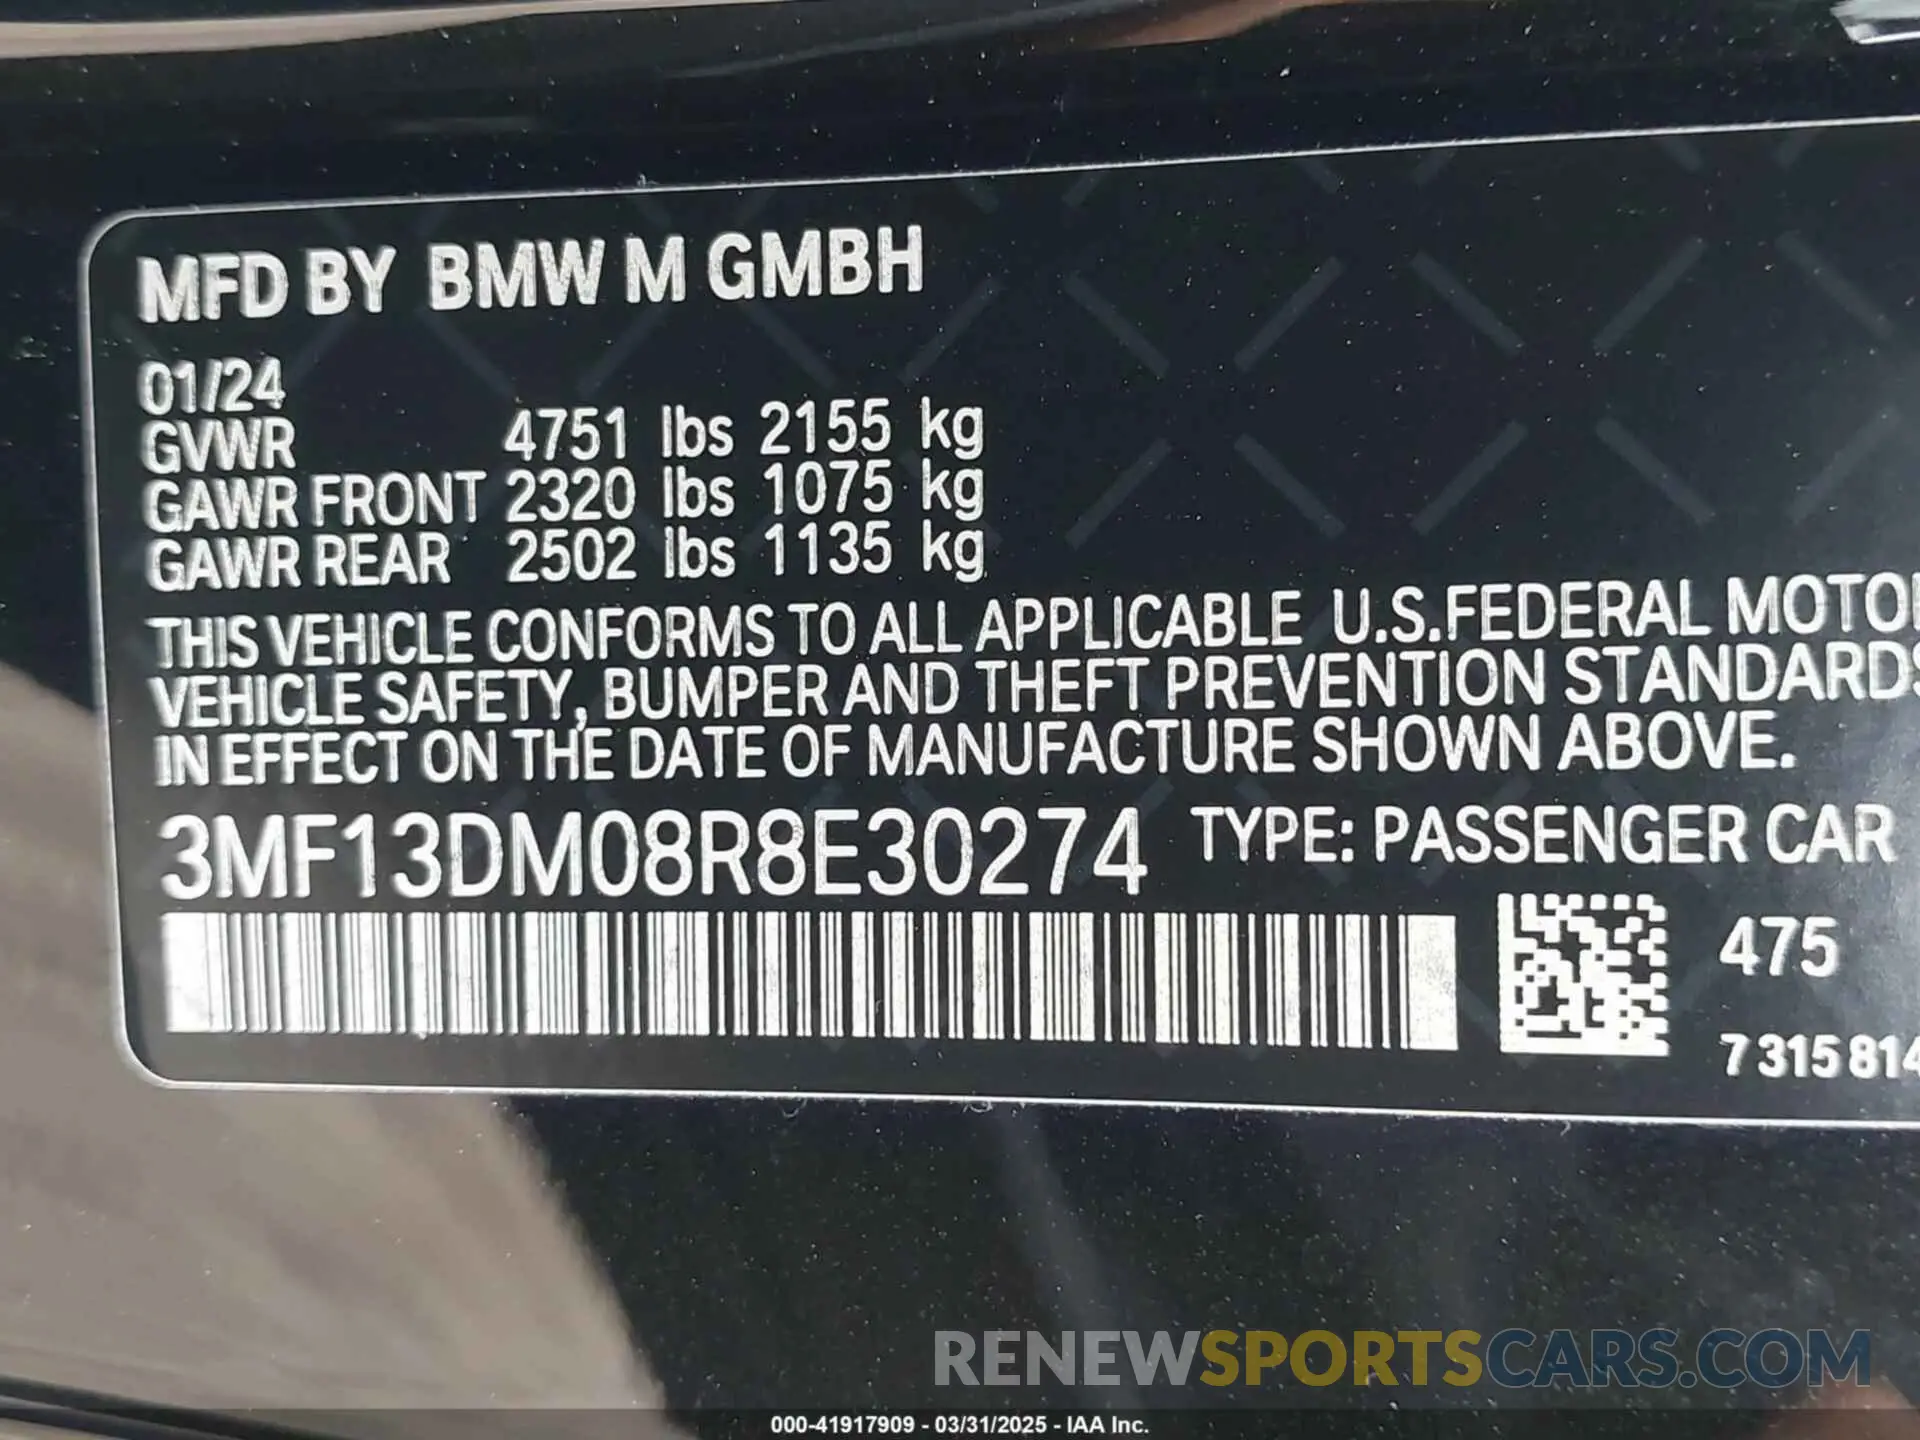 MFD BY BMW M GMBH
01/24
GVWR 4751 lbs 2155 kg
GAWR FRONT 2320 lbs 1075 kg
GAWR REAR 2502 lbs 1135 kg
THIS VEHICLE CONFORMS TO ALL APPLICABLE U.S.FEDERAL MOTOR
VEHICLE SAFETY, BUMPER AND THEFT PREVENTION STANDARDS
IN EFFECT ON THE DATE OF MANUFACTURE SHOWN ABOVE.
3MF13DM08R8E30274 TYPE: PASSENGER CAR
475
7 315 814
RENEWSPORTSCARS.COM
000-41917909 - 03/31/2025 - IAA Inc.